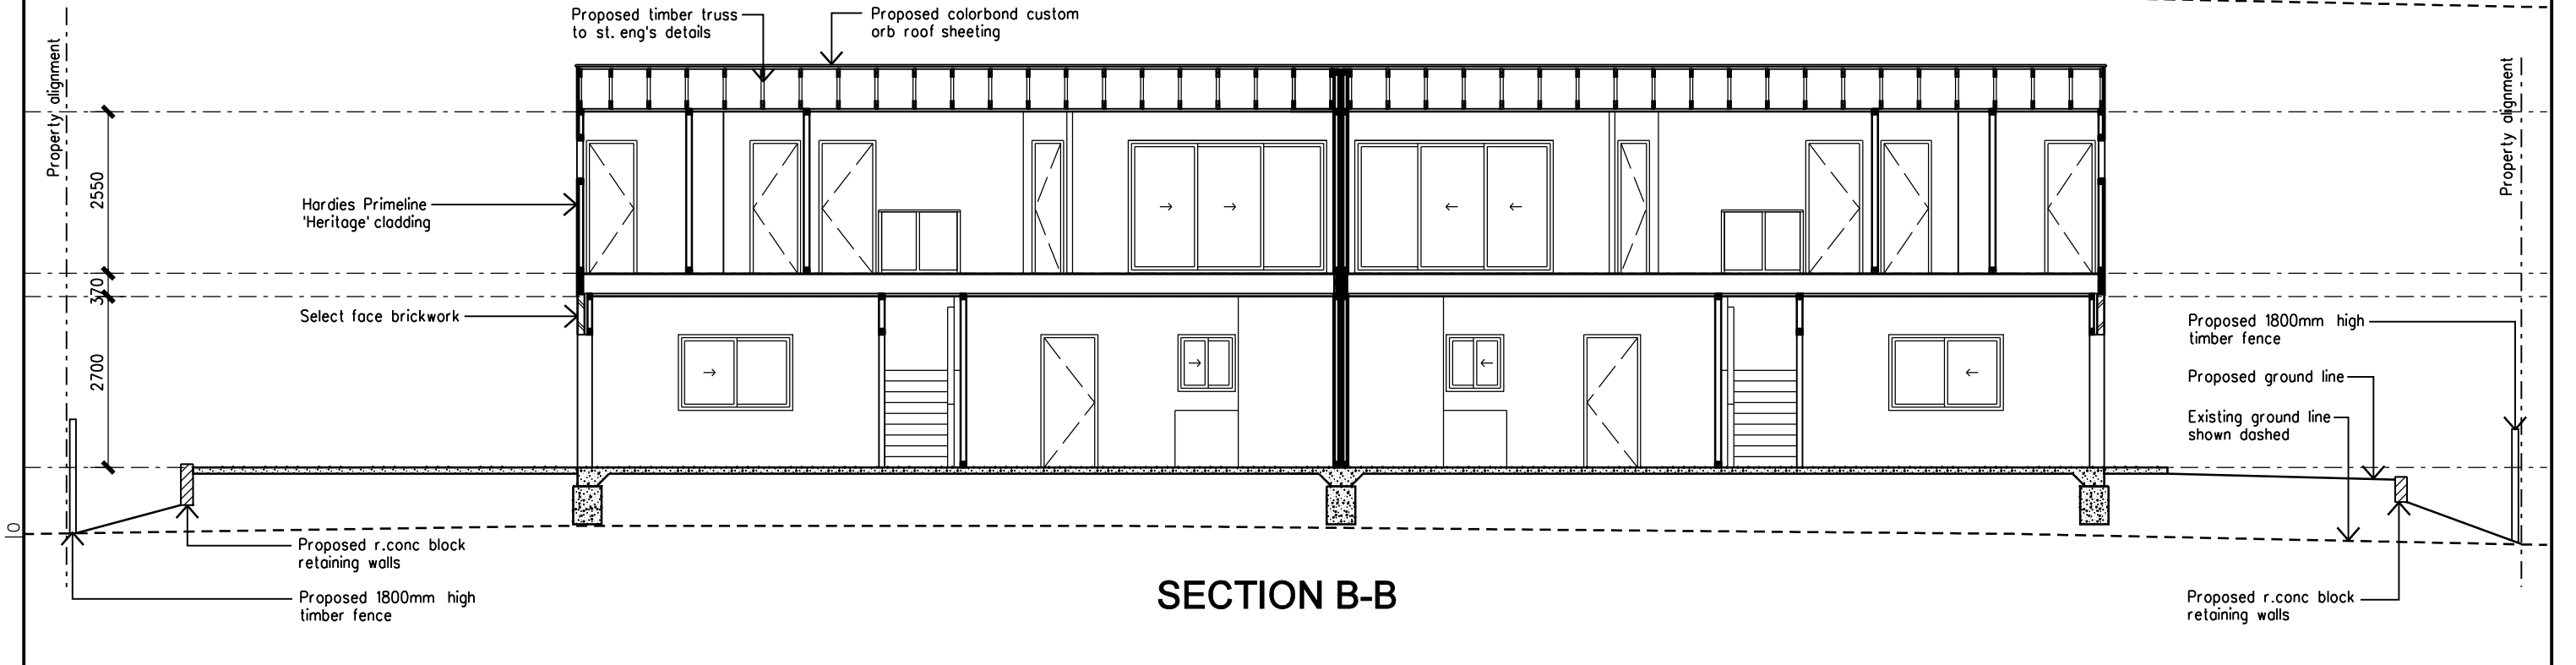 Proposed timber truss
to st. eng's details
Proposed colorbond custom
orb roof sheeting
Property alignment
Property alignment
2550
Hardies Primeline
'Heritage' cladding
370
Select face brickwork
2700
Proposed 1800mm high
timber fence
Proposed ground line
Existing ground line
shown dashed
Proposed r.conc block
retaining walls
Proposed 1800mm high
timber fence
SECTION B-B
Proposed r.conc block
retaining walls